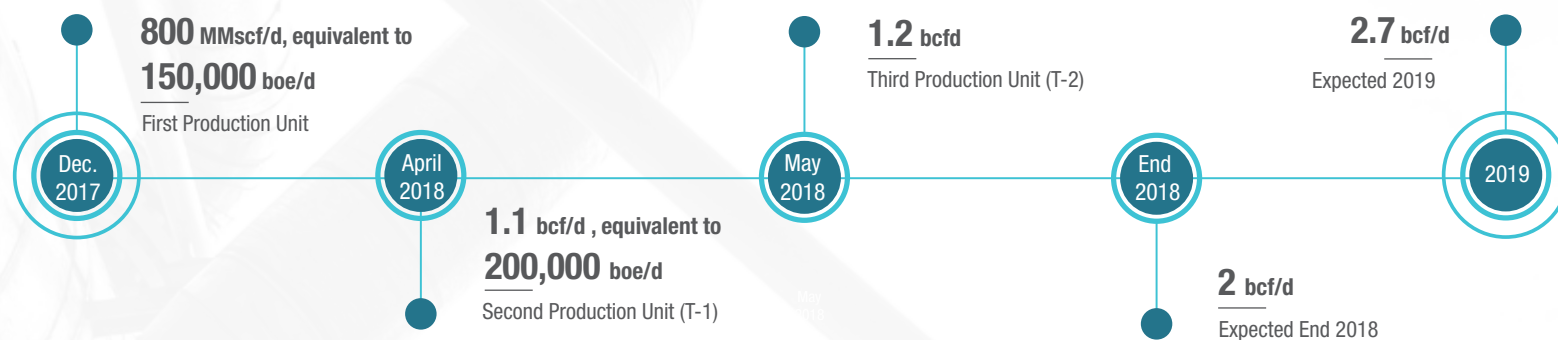 800 MMscf/d, equivalent to
150,000 boe/d
First Production Unit
Dec.
2017
April
2018
1.1 bcf/d , equivalent to
200,000 boe/d
Second Production Unit (T-1)
1.2 bcfd
Third Production Unit (T-2)
May
2018
May
2018
End
2018
2 bcf/d
Expected End 2018
2.7 bcf/d
Expected 2019
2019